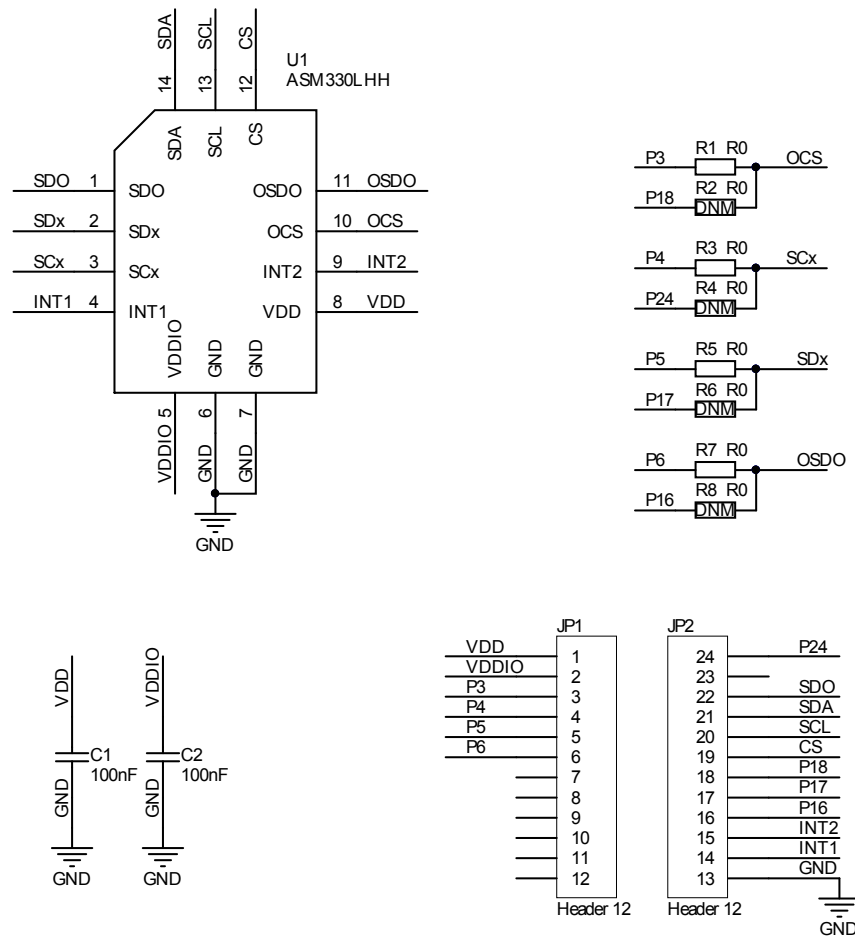 SDA
SCL
CS
14
13
12
U1
ASM330LHH
SDA
SCL
CS
SDO 1 SDO
SDx 2 SDx
SCx 3 SCx
INT1 4 INT1
OSDO 11 OSDO
OCS 10 OCS
INT2 9 INT2
VDD 8 VDD
VDDIO
GND
GND
VDDIO 5
GND 6
GND 7
GND
P3 R1 R0 OCS
P18 R2 R0
DNM
P4 R3 R0 SCx
P24 R4 R0
DNM
P5 R5 R0 SDx
P17 R6 R0
DNM
P6 R7 R0 OSDO
P16 R8 R0
DNM
VDD
C1
100nF
GND
GND
VDDIO
C2
100nF
GND
GND
JP1
VDD 1
VDDIO 2
P3 3
P4 4
P5 5
P6 6
7
8
9
10
11
12
Header 12
JP2
24 P24
23
22 SDO
21 SDA
20 SCL
19 CS
18 P18
17 P17
16 P16
15 INT2
14 INT1
13 GND
Header 12
GND